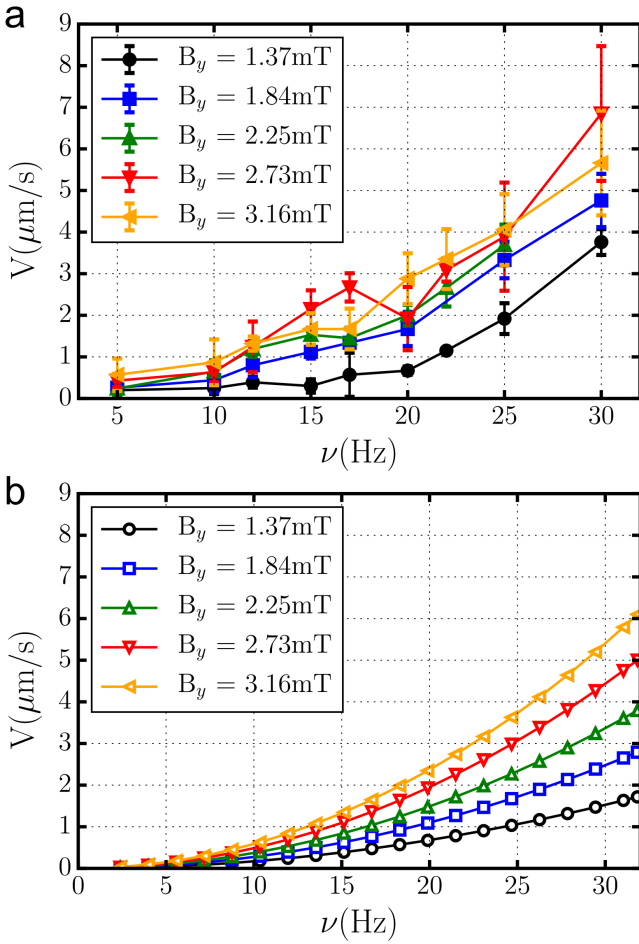 a
9
8
7
6
5
4
3
2
1
0
V(μm/s)
B_y = 1.37mT
B_y = 1.84mT
B_y = 2.25mT
B_y = 2.73mT
B_y = 3.16mT
5 10 15 20 25 30
ν(Hz)
b
9
8
7
6
5
4
3
2
1
0
V(μm/s)
B_y = 1.37mT
B_y = 1.84mT
B_y = 2.25mT
B_y = 2.73mT
B_y = 3.16mT
0 5 10 15 20 25 30
ν(Hz)